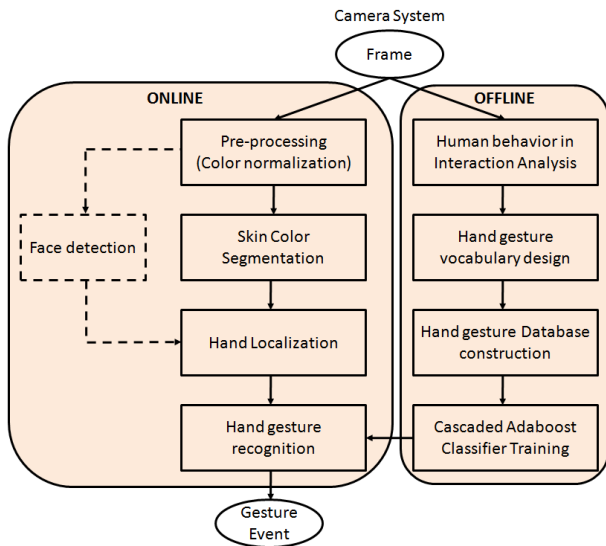 Camera System
Frame
ONLINE
Pre-processing
(Color normalization)
Face detection
Skin Color
Segmentation
Hand Localization
Hand gesture
recognition
Gesture
Event
OFFLINE
Human behavior in
Interaction Analysis
Hand gesture
vocabulary design
Hand gesture Database
construction
Cascaded Adaboost
Classifier Training